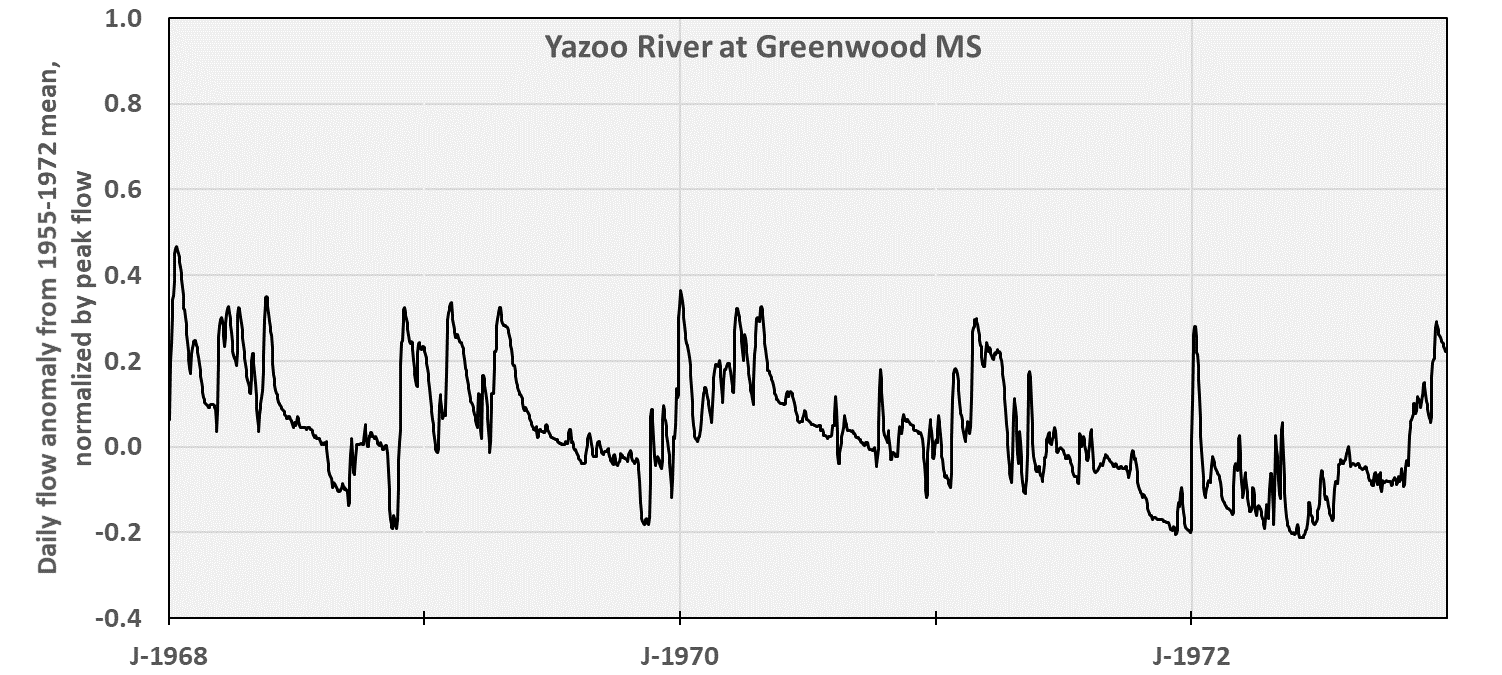 Yazoo River at Greenwood MS
Daily flow anomaly from 1955-1972 mean,
normalized by peak flow
1.0
0.8
0.6
0.4
0.2
0.0
-0.2
-0.4
J-1968
J-1970
J-1972